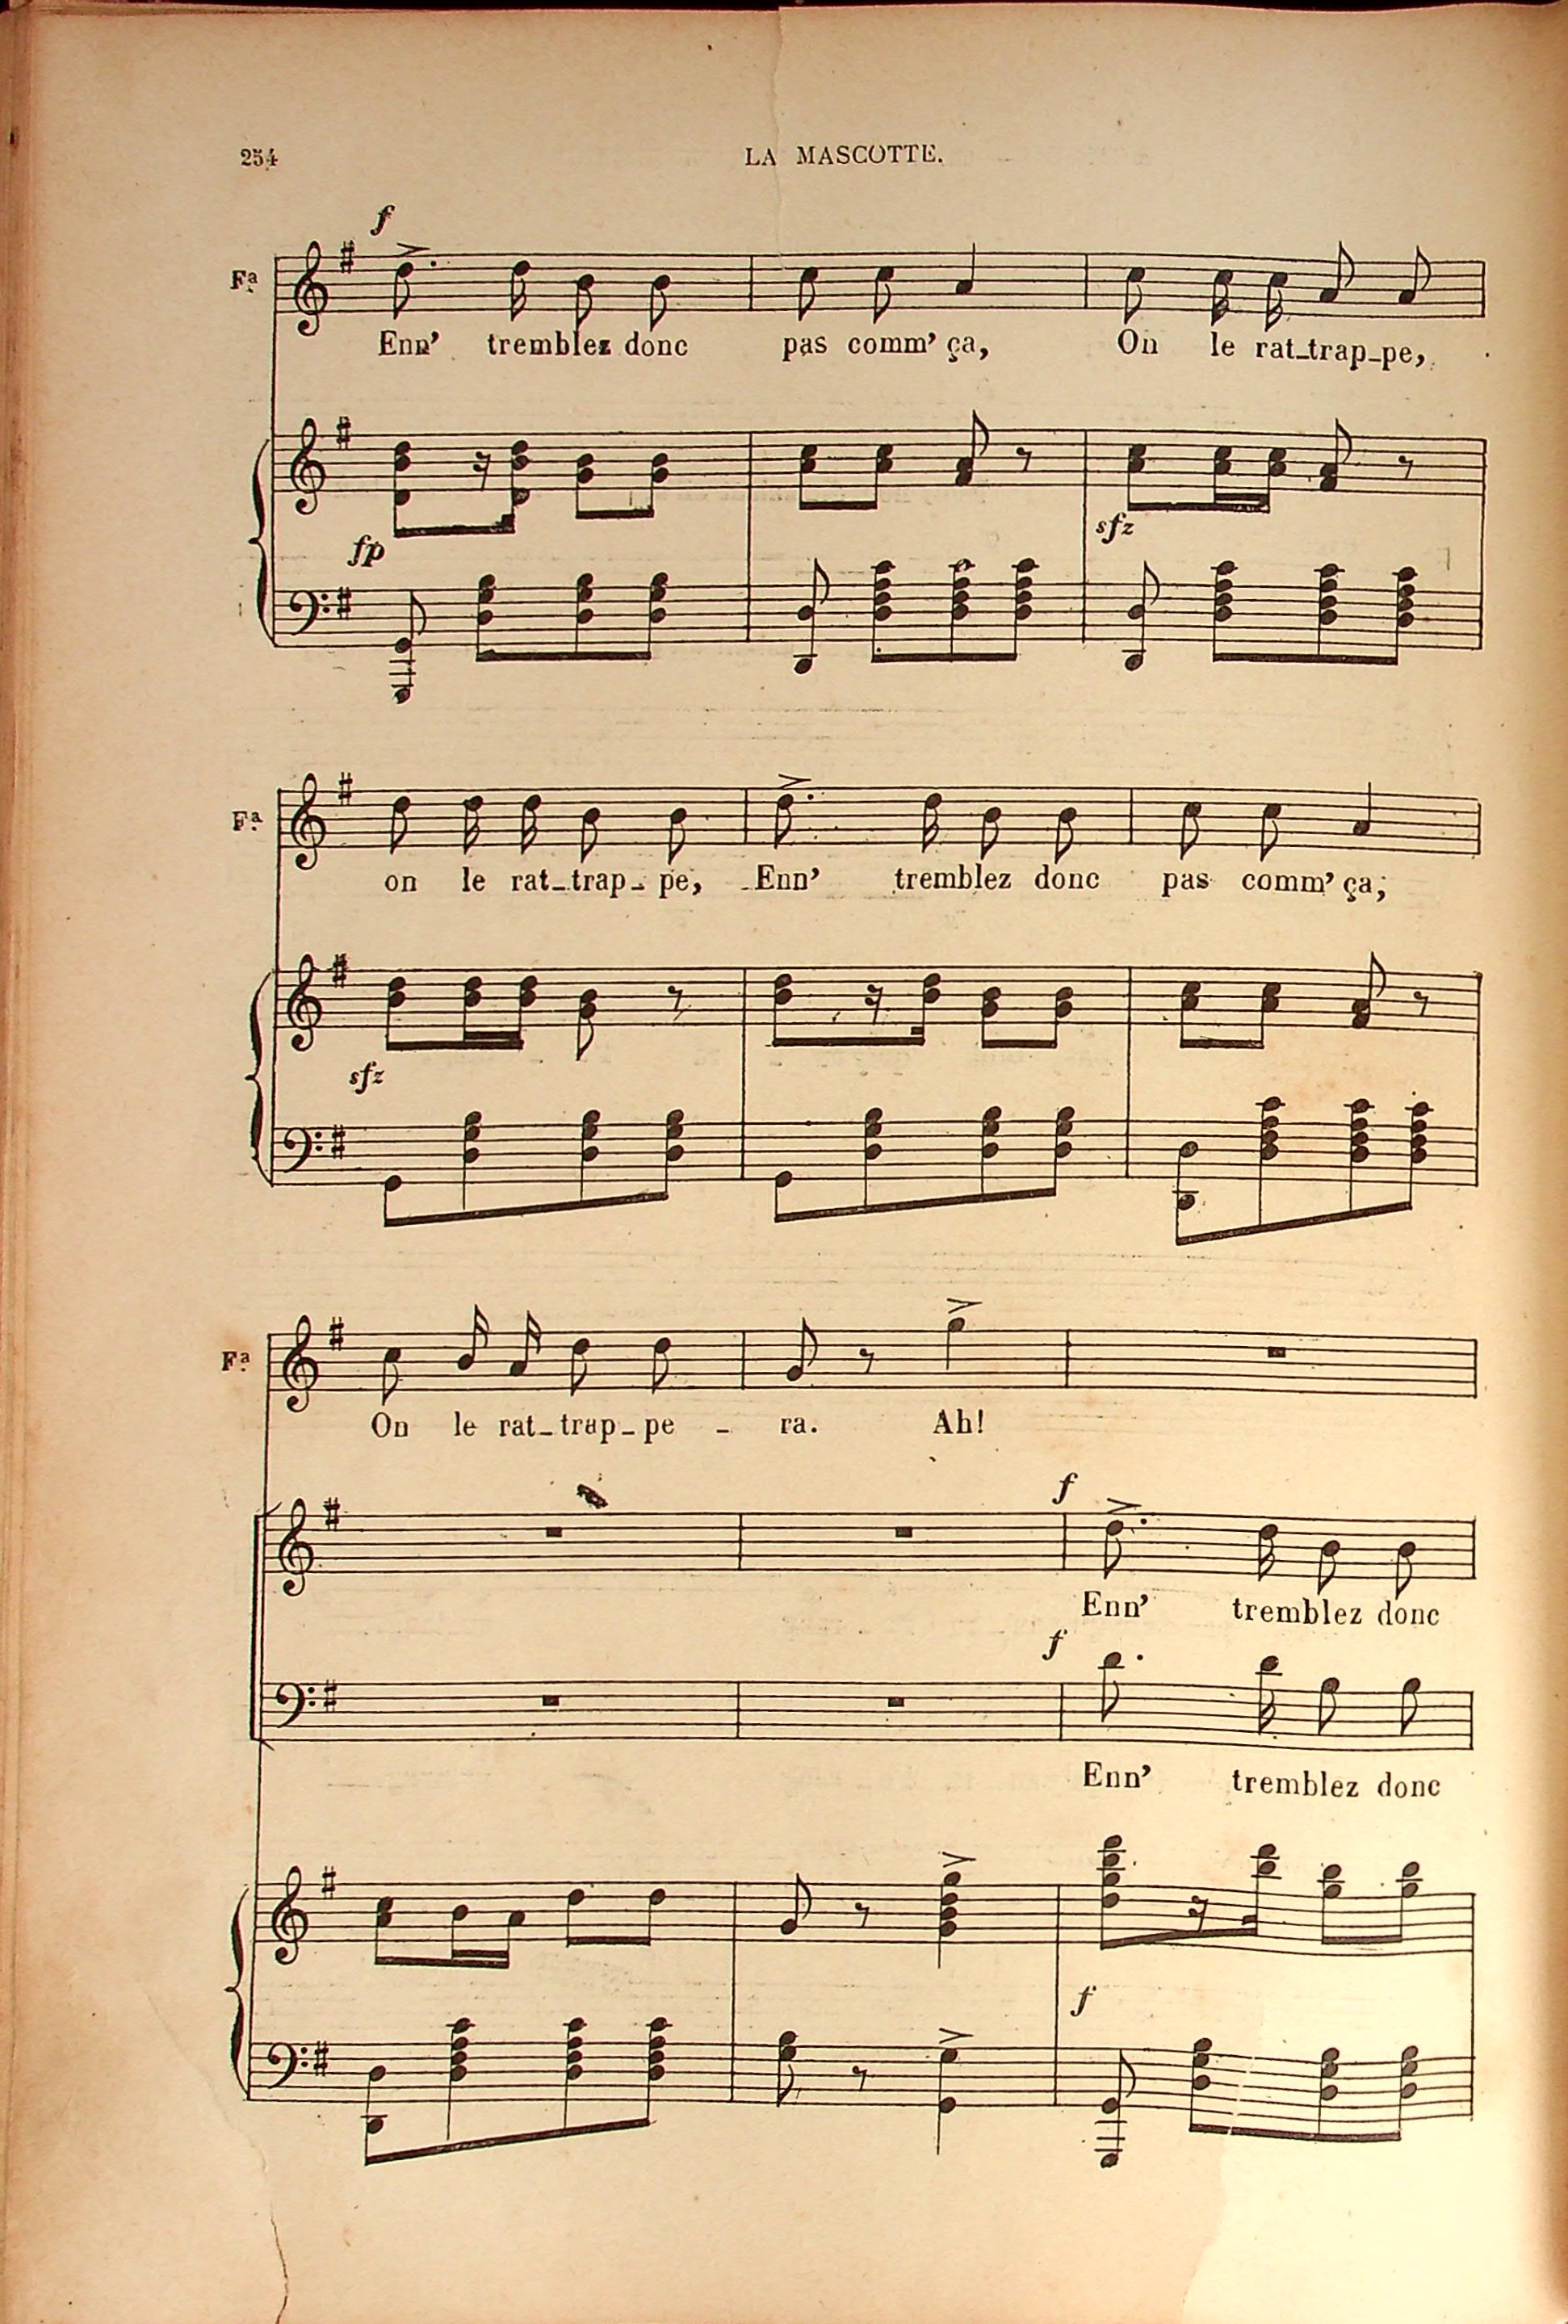 254 LA MASCOTTE.
f
Fª
Enn' tremblez donc pas comm' ça, On le rat_trap_pe,
sfz
fp
Fª
on le rat_trap_pe, Enn' tremblez donc pas comm' ça,
sfz
Fª
On le rat_trap_pe _ ra. Ah!
f
Enn' tremblez donc
f
Enn' tremblez donc
f